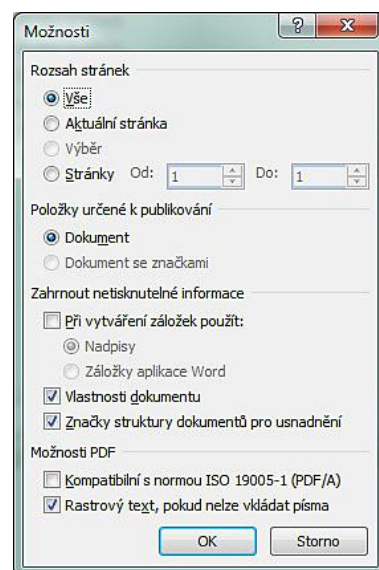 Možnosti
Rozsah stránek
Vše
Aktuální stránka
Výběr
Stránky Od: 1 Do: 1
Položky určené k publikování
Dokument
Dokument se značkami
Zahrnout netisknutelné informace
Při vytváření záložek použít:
Nadpisy
Záložky aplikace Word
Vlastnosti dokumentu
Značky struktury dokumentů pro usnadnění
Možnosti PDF
Kompatibilní s normou ISO 19005-1 (PDF/A)
Rastrový text, pokud nelze vkládat písma
OK Storno